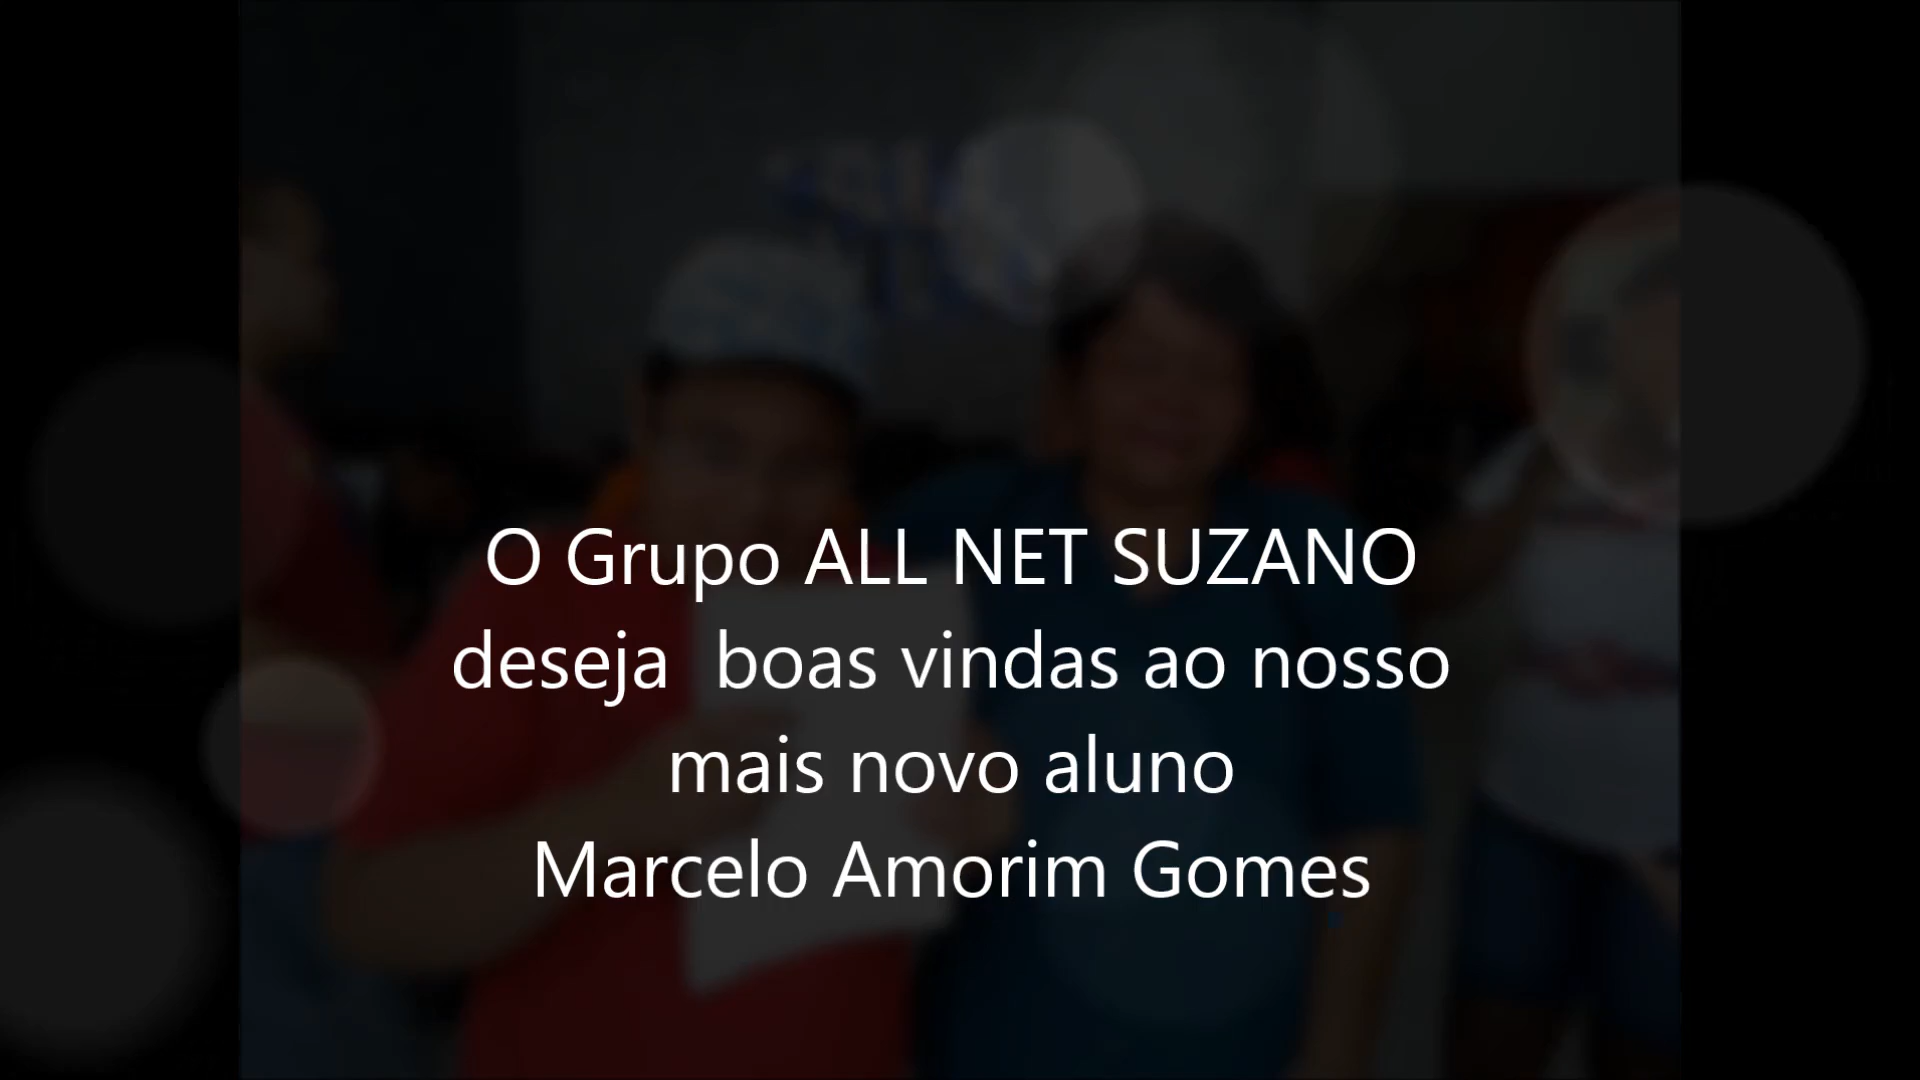 O Grupo ALL NET SUZANO
deseja  boas vindas ao nosso
mais novo aluno
Marcelo Amorim Gomes